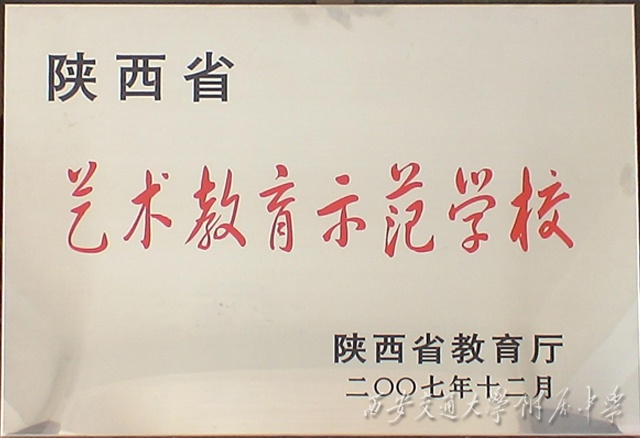 陕西省
艺术教育示范学校
陕西省教育厅
二〇〇七年十二月
西安交通大学附属中学